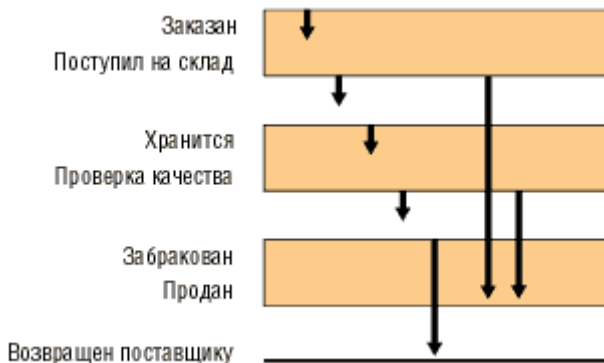 Заказан
Поступил на склад
Хранится
Проверка качества
Забракован
Продан
Возвращен поставщику